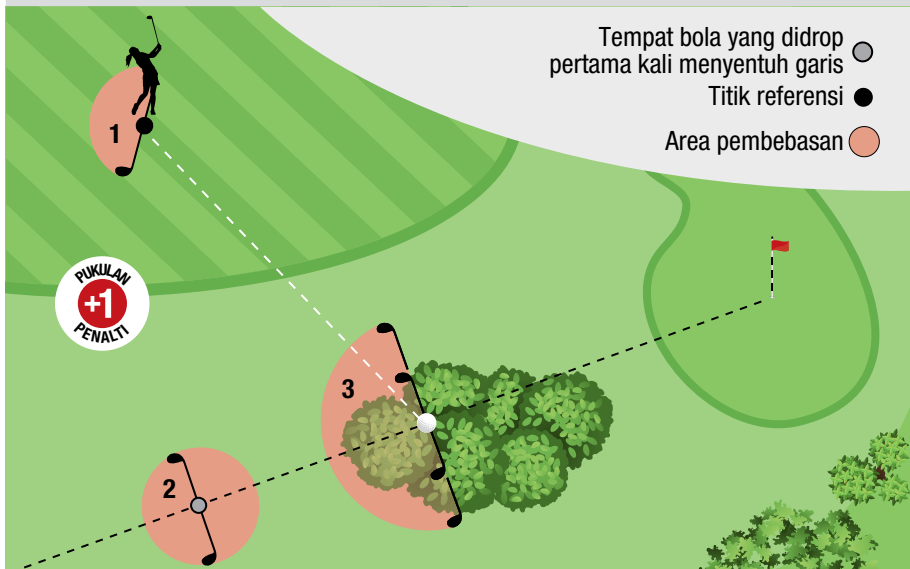 Tempat bola yang didrop
pertama kali menyentuh garis
Titik referensi
Area pembebasan
1
PUKULAN
+1
PENALTI
3
2